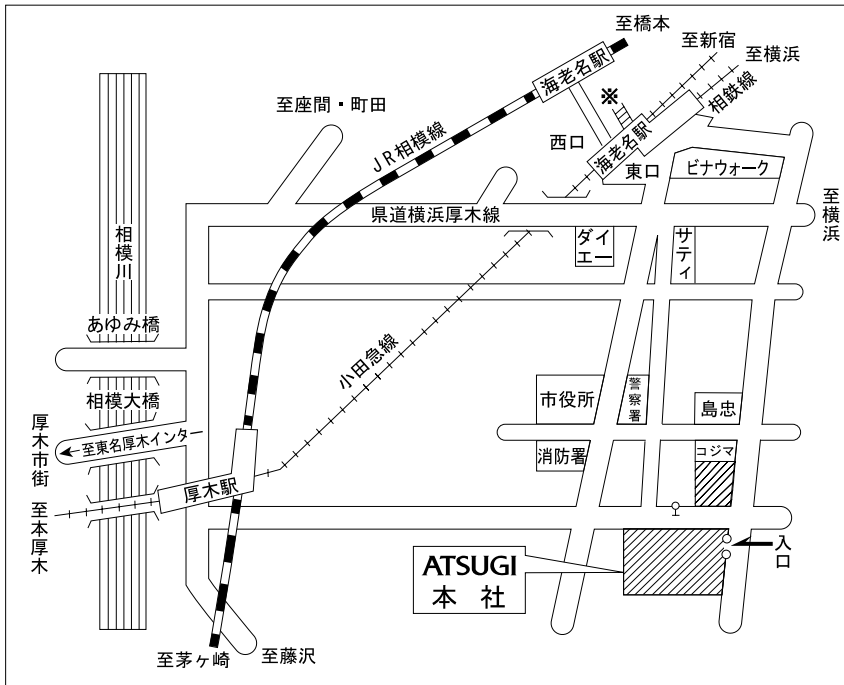 至橋本
至新宿
至横浜
海老名駅
※
相鉄線
至座間・町田
JR相模線
西口
海老名駅
東口
ビナウォーク
至横浜
県道横浜厚木線
相模川
ダイエー
サティ
あゆみ橋
小田急線
相模大橋
市役所
警察署
島忠
厚木市街
←至東名厚木インター
消防署
コジマ
厚木駅
至本厚木
入口
ATSUGI
本社
至茅ヶ崎
至藤沢